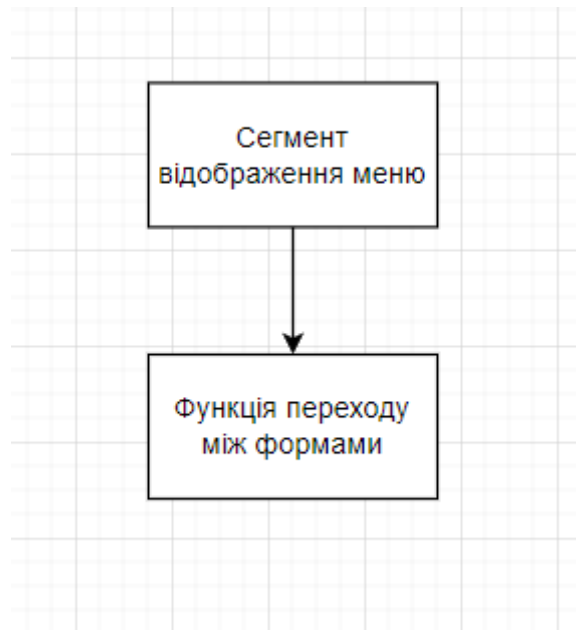 Сегмент
відображення меню
Функція переходу
між формами